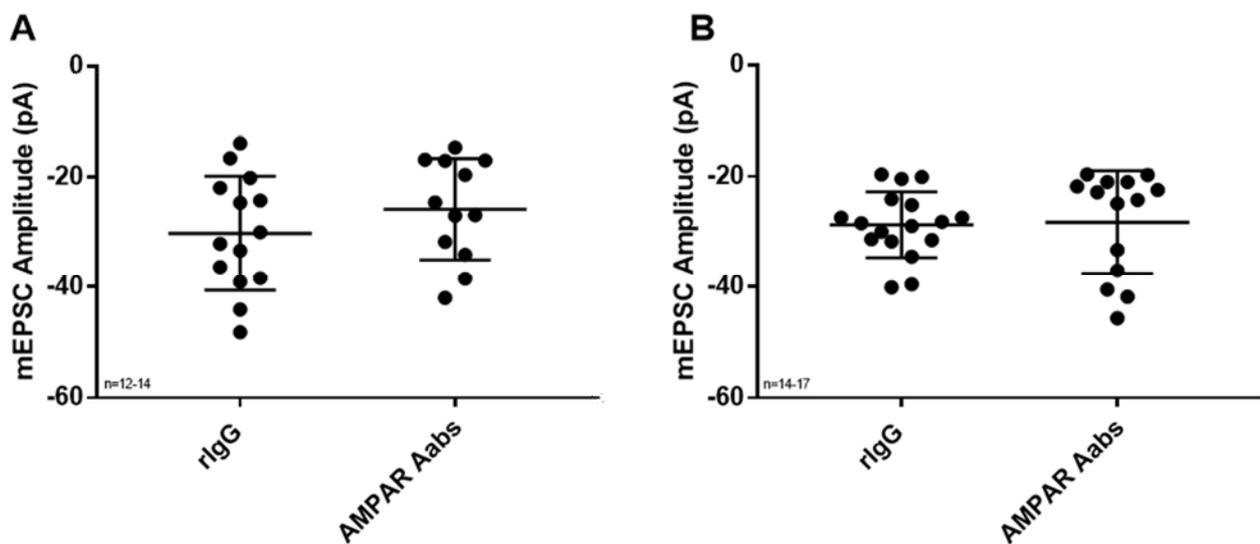 A
mEPSC Amplitude (pA)
0
-20
-40
-60
n=12-14
rIgG
AMPAR Aabs
B
mEPSC Amplitude (pA)
0
-20
-40
-60
n=14-17
rIgG
AMPAR Aabs